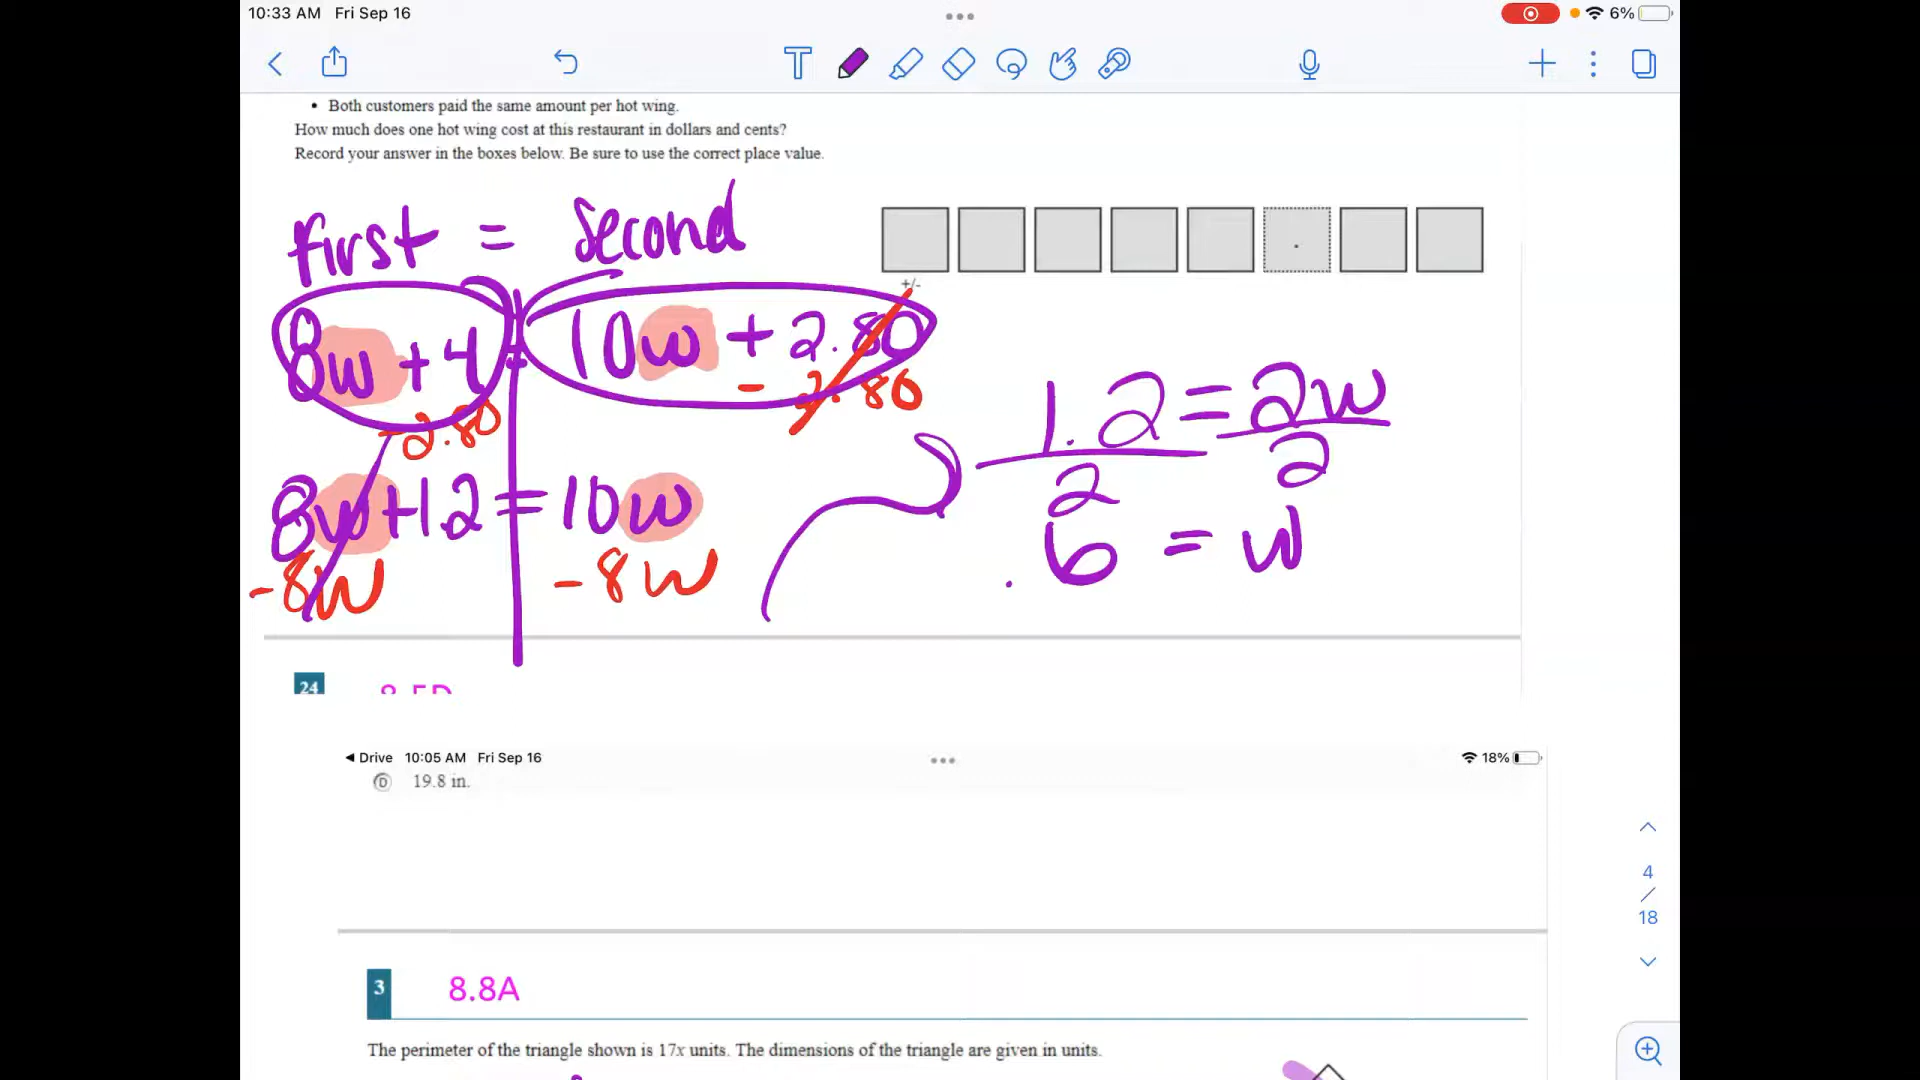 10:33 AM Fri Sep 16 6%
• Both customers paid the same amount per hot wing.
How much does one hot wing cost at this restaurant in dollars and cents?
Record your answer in the boxes below. Be sure to use the correct place value.
first = second
.
+/-
8w + 4 = 10w + 2.80
-2.80 - 2.80
8w +1.2 = 10w
-8w -8w
1.2 = 2w
2 2
.6 = w
24
◀ Drive 10:05 AM Fri Sep 16 18%
D 19.8 in.
4
/
18
3 8.8A
The perimeter of the triangle shown is 17x units. The dimensions of the triangle are given in units.